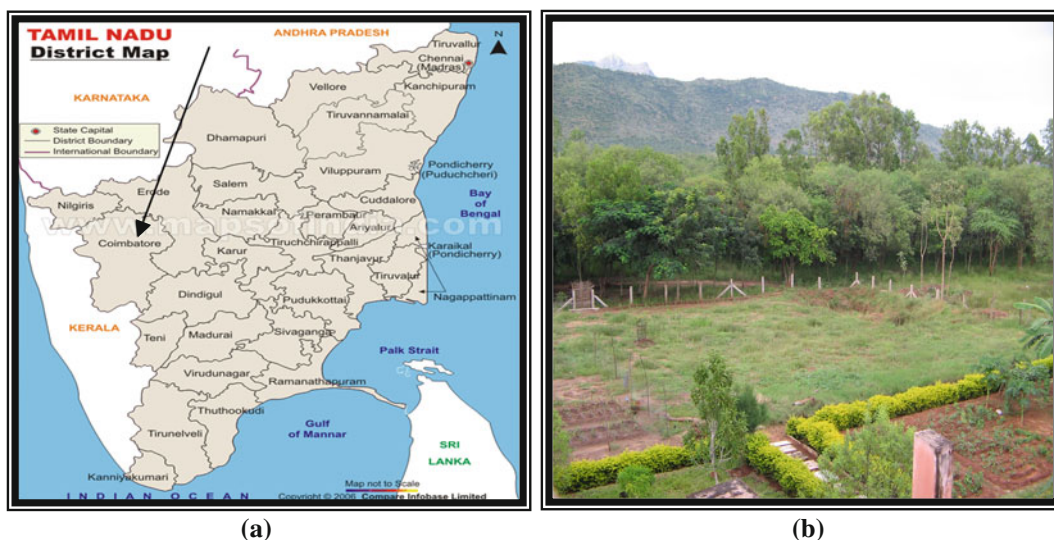 TAMIL NADU
District Map
ANDHRA PRADESH
N
Tiruvallur
Chennai
(Madras)
Kanchipuram
KARNATAKA
Vellore
Tiruvannamalai
State Capital
District Boundary
International Boundary
Dhamapuri
Viluppuram
Pondicherry
(Puducheri)
Erode
Salem
Cuddalore
Bay
of
Bengal
Nilgiris
Namakkal
Perambalur
Ariyalur
Coimbatore
Karur
Tiruchchirappalli
Karaikal
(Pondicherry)
Thanjavur
Tiruvalur
Dindigul
Pudukkottai
Nagappattinam
KERALA
Teni
Madurai
Sivaganga
Palk Strait
Virudunagar
Ramanathapuram
Thuthookudi
Gulf
of Mannar
Tirunelveli
SRI
LANKA
Kanniyakumari
Map not to Scale
INDIAN OCEAN
Copyright © 2006 Compare Infobase Limited
(a)
(b)